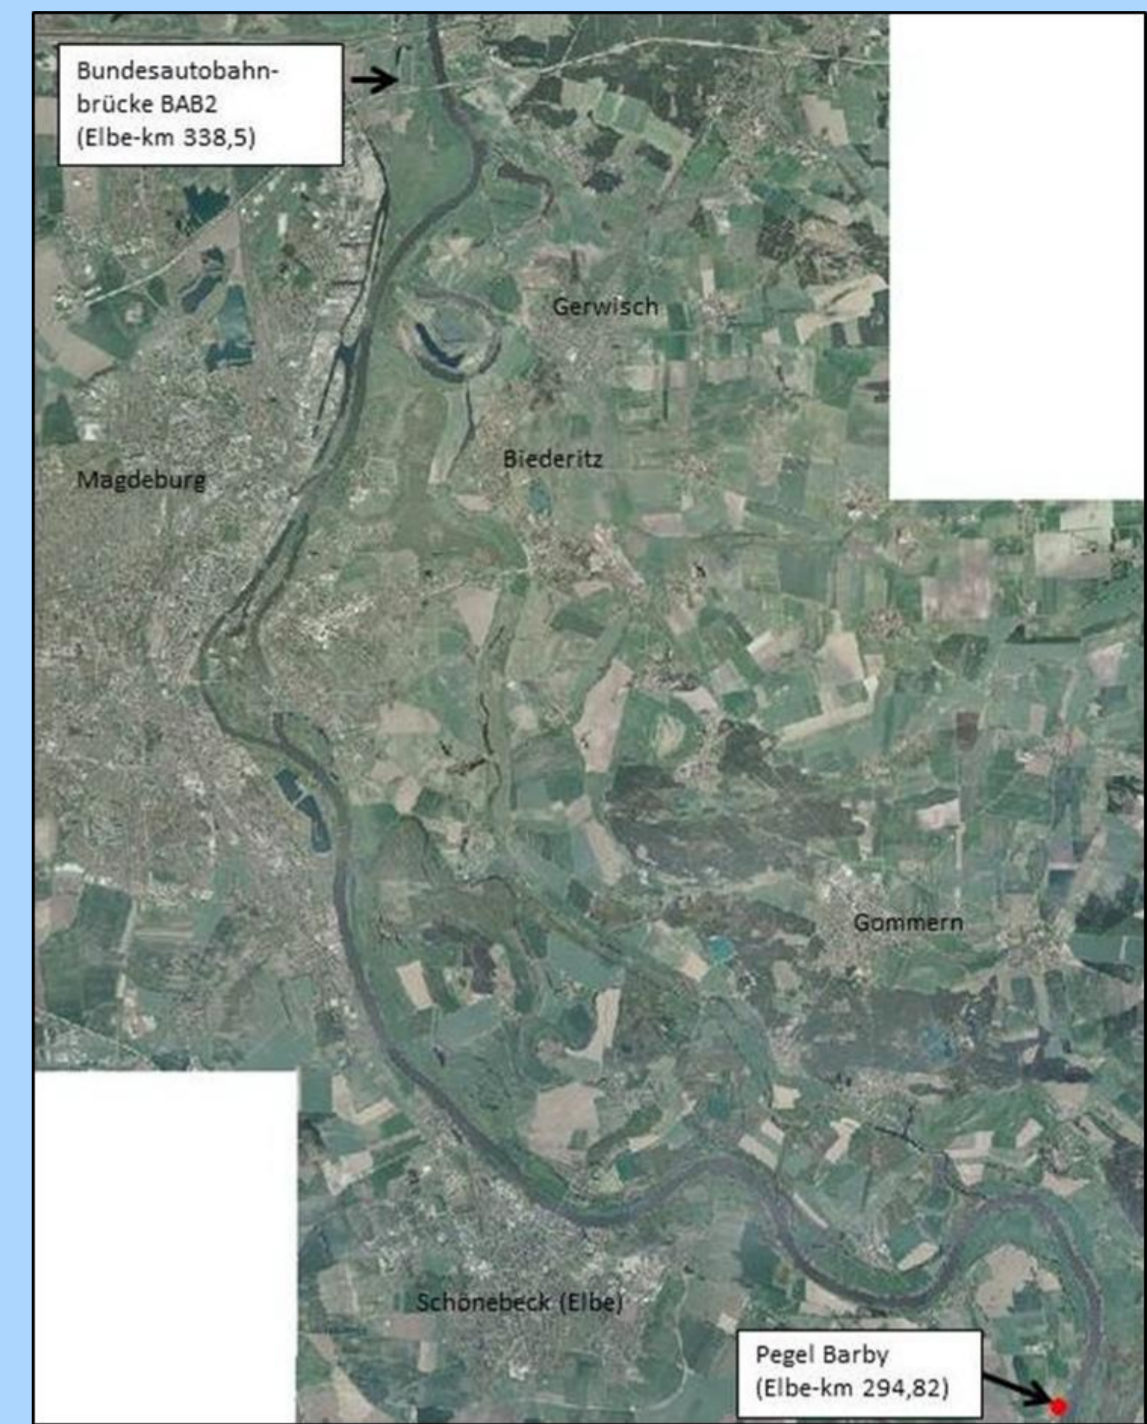 Bundesautobahn-
brücke BAB2
(Elbe-km 338,5)
Gerwisch
Biederitz
Magdeburg
Gommern
Schönebeck (Elbe)
Pegel Barby
(Elbe-km 294,82)